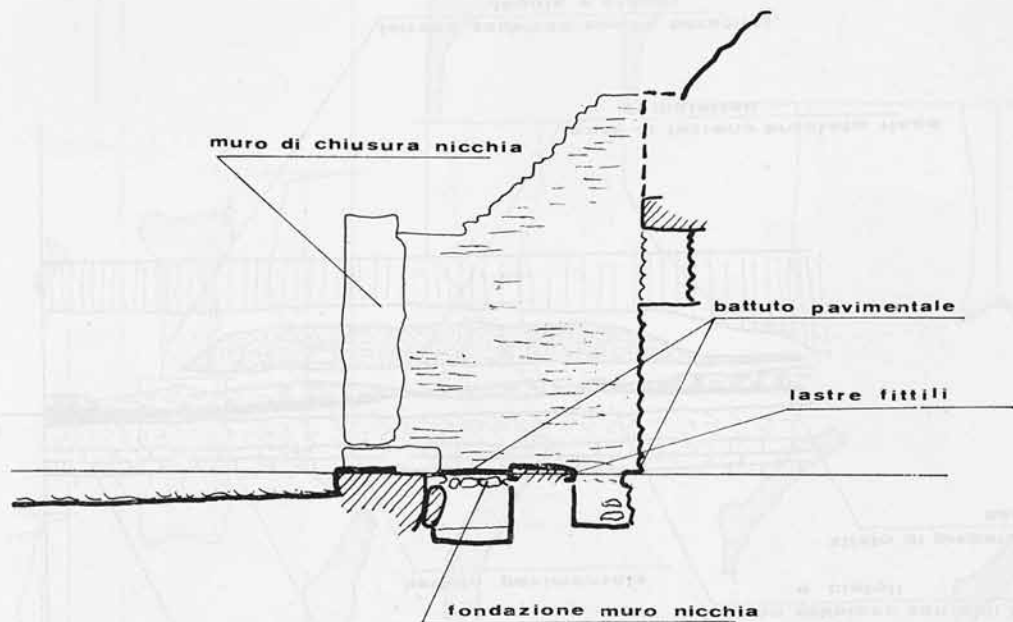 muro di chiusura nicchia
battuto pavimentale
lastre fittili
fondazione muro nicchia